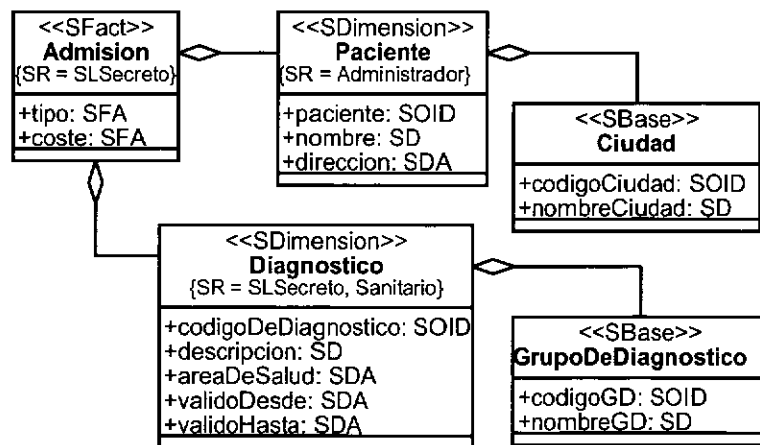 <<SFact>>
Admision
{SR = SLSecreto}
+tipo: SFA
+coste: SFA
<<SDimension>>
Paciente
{SR = Administrador}
+paciente: SOID
+nombre: SD
+direccion: SDA
<<SBase>>
Ciudad
+codigoCiudad: SOID
+nombreCiudad: SD
<<SDimension>>
Diagnostico
{SR = SLSecreto, Sanitario}
+codigoDeDiagnostico: SOID
+descripcion: SD
+areaDeSalud: SDA
+validoDesde: SDA
+validoHasta: SDA
<<SBase>>
GrupoDeDiagnostico
+codigoGD: SOID
+nombreGD: SD